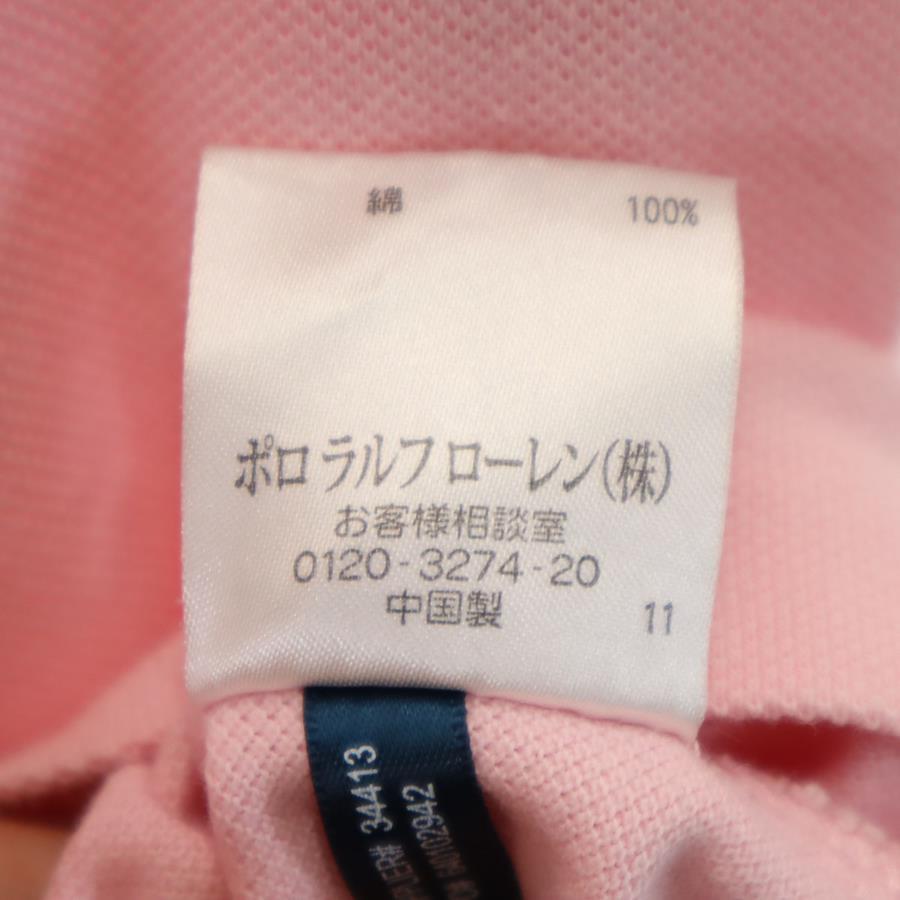 綿 100%
ポロ ラルフ ローレン(株)
お客様相談室
0120-3274-20
中国製 11
34413